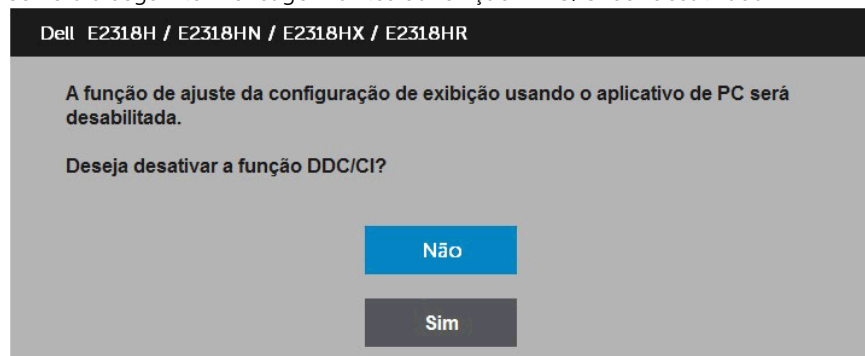 Dell E2318H / E2318HN / E2318HX / E2318HR
A função de ajuste da configuração de exibição usando o aplicativo de PC será
desabilitada.
Deseja desativar a função DDC/CI?
Não
Sim